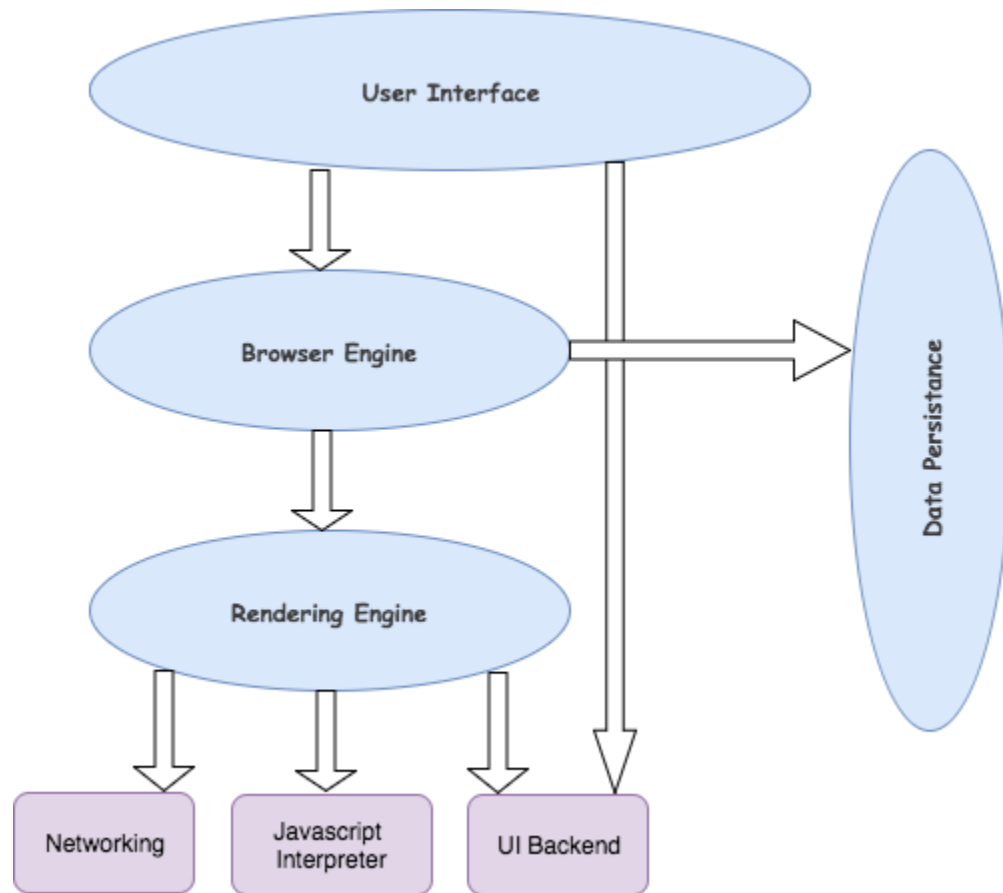 User Interface
Browser Engine
Data Persistance
Rendering Engine
Networking
Javascript
Interpreter
UI Backend